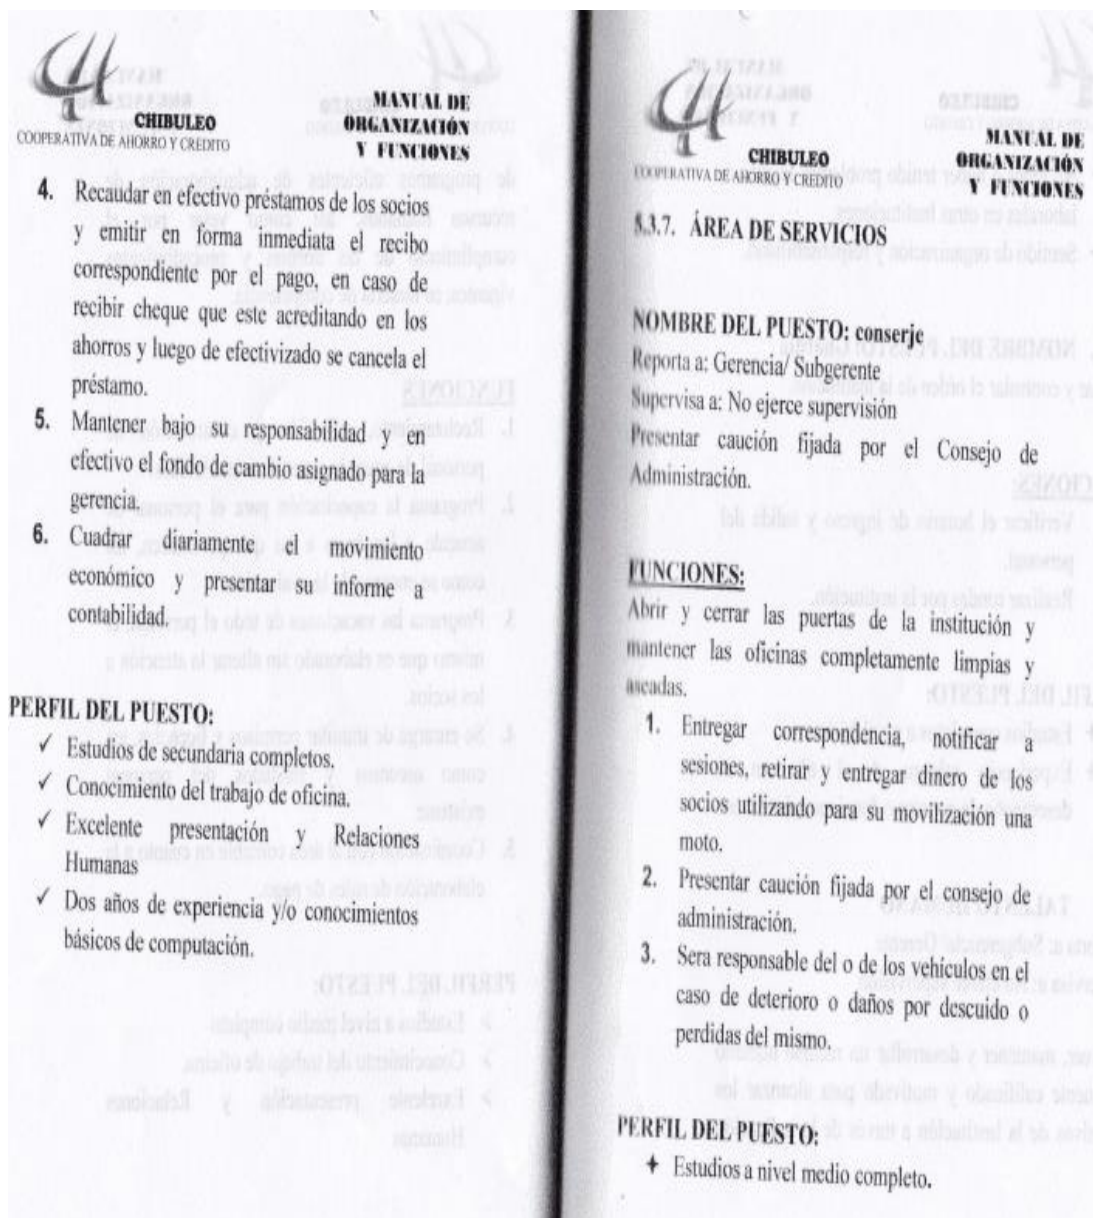 CHIBULEO
COOPERATIVA DE AHORRO Y CREDITO
MANUAL DE
ORGANIZACIÓN
Y FUNCIONES
4. Recaudar en efectivo préstamos de los socios
y emitir en forma inmediata el recibo
correspondiente por el pago, en caso de
recibir cheque que este acreditando en los
ahorros y luego de efectivizado se cancela el
préstamo.
5. Mantener bajo su responsabilidad y en
efectivo el fondo de cambio asignado para la
gerencia.
6. Cuadrar diariamente el movimiento
económico y presentar su informe a
contabilidad.
PERFIL DEL PUESTO:
✓ Estudios de secundaria completos.
✓ Conocimiento del trabajo de oficina.
✓ Excelente presentación y Relaciones
Humanas
✓ Dos años de experiencia y/o conocimientos
básicos de computación.
CHIBULEO
COOPERATIVA DE AHORRO Y CREDITO
MANUAL DE
ORGANIZACIÓN
Y FUNCIONES
5.3.7. ÁREA DE SERVICIOS
NOMBRE DEL PUESTO: conserje
Reporta a: Gerencia/ Subgerente
Supervisa a: No ejerce supervisión
Presentar caución fijada por el Consejo de
Administración.
FUNCIONES:
Abrir y cerrar las puertas de la institución y
mantener las oficinas completamente limpias y
aseadas.
1. Entregar correspondencia, notificar a
sesiones, retirar y entregar dinero de los
socios utilizando para su movilización una
moto.
2. Presentar caución fijada por el consejo de
administración.
3. Sera responsable del o de los vehículos en el
caso de deterioro o daños por descuido o
perdidas del mismo.
PERFIL DEL PUESTO:
+ Estudios a nivel medio completo.